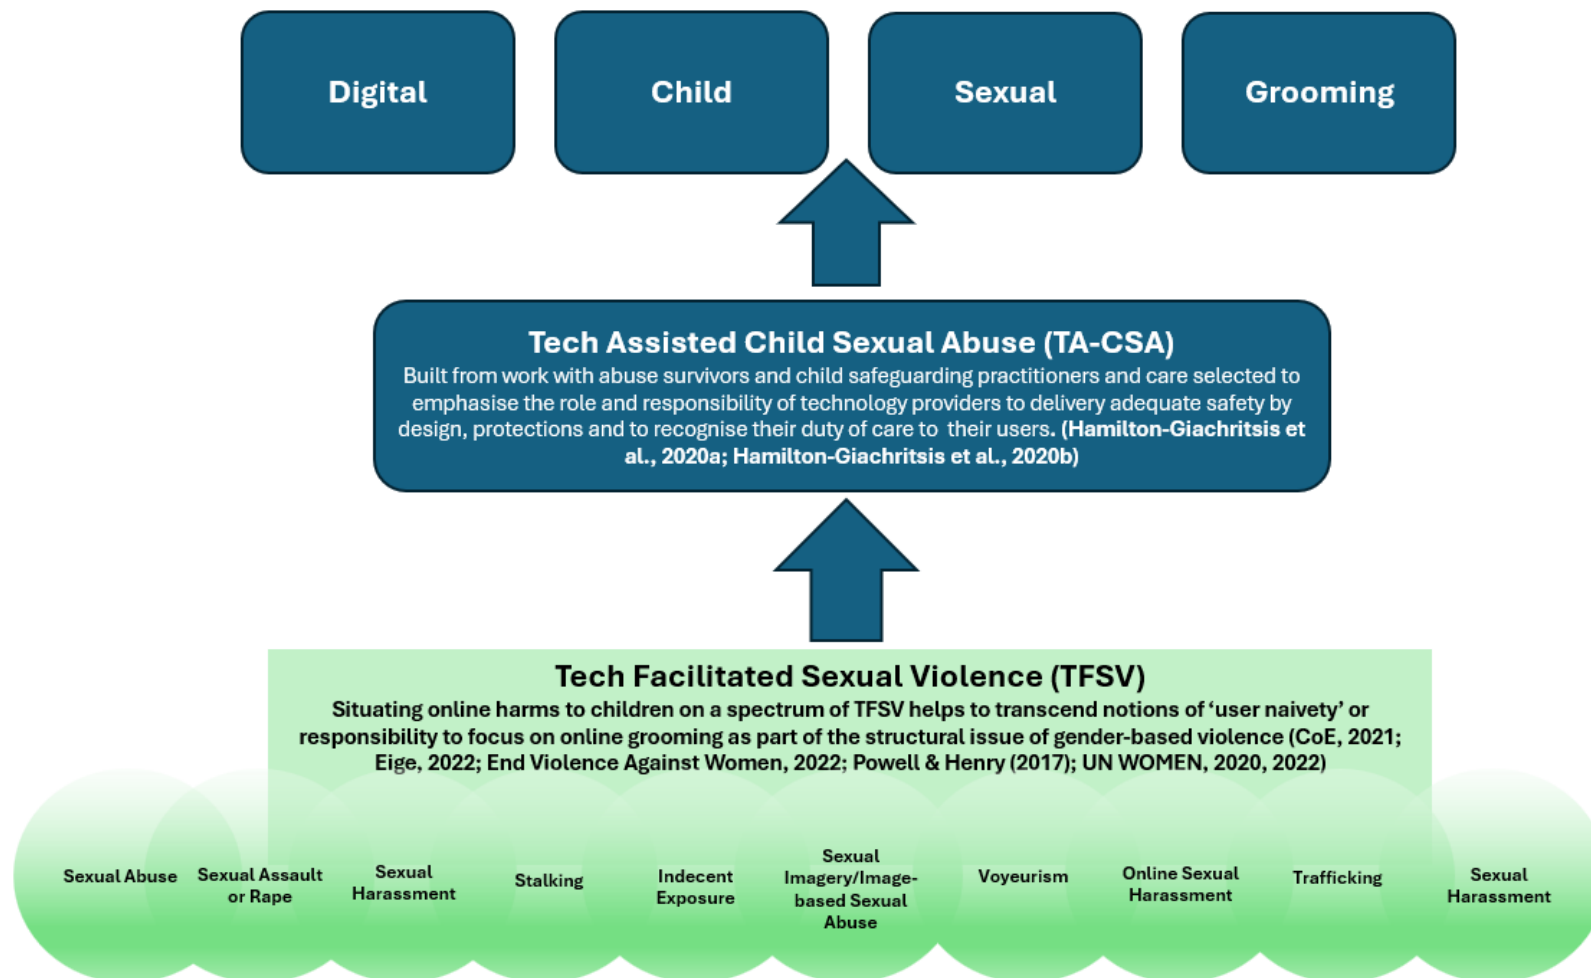 Digital
Child
Sexual
Grooming
Tech Assisted Child Sexual Abuse (TA-CSA)
Built from work with abuse survivors and child safeguarding practitioners and care selected to
emphasise the role and responsibility of technology providers to delivery adequate safety by
design, protections and to recognise their duty of care to their users. (Hamilton-Giachritsis et
al., 2020a; Hamilton-Giachritsis et al., 2020b)
Tech Facilitated Sexual Violence (TFSV)
Situating online harms to children on a spectrum of TFSV helps to transcend notions of ‘user naivety’ or
responsibility to focus on online grooming as part of the structural issue of gender-based violence (CoE, 2021;
Eige, 2022; End Violence Against Women, 2022; Powell & Henry (2017); UN WOMEN, 2020, 2022)
Sexual Abuse
Sexual Assault
or Rape
Sexual
Harassment
Stalking
Indecent
Exposure
Sexual
Imagery/Image-
based Sexual
Abuse
Voyeurism
Online Sexual
Harassment
Trafficking
Sexual
Harassment